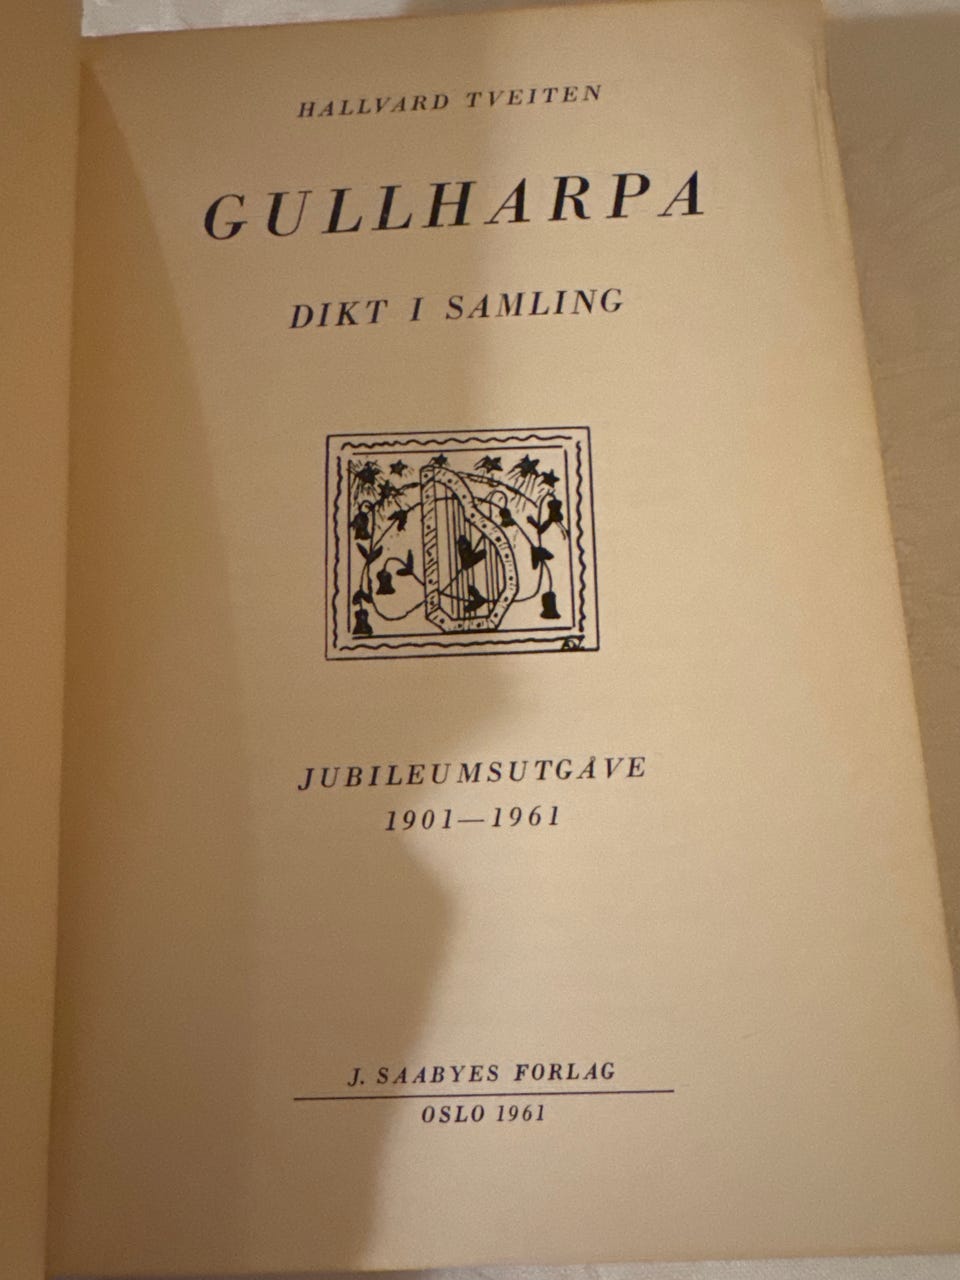 HALLVARD TVEITEN
GULLHARPA
DIKT I SAMLING
JUBILEUMSUTGÅVE
1901—1961
J. SAABYES FORLAG
OSLO 1961